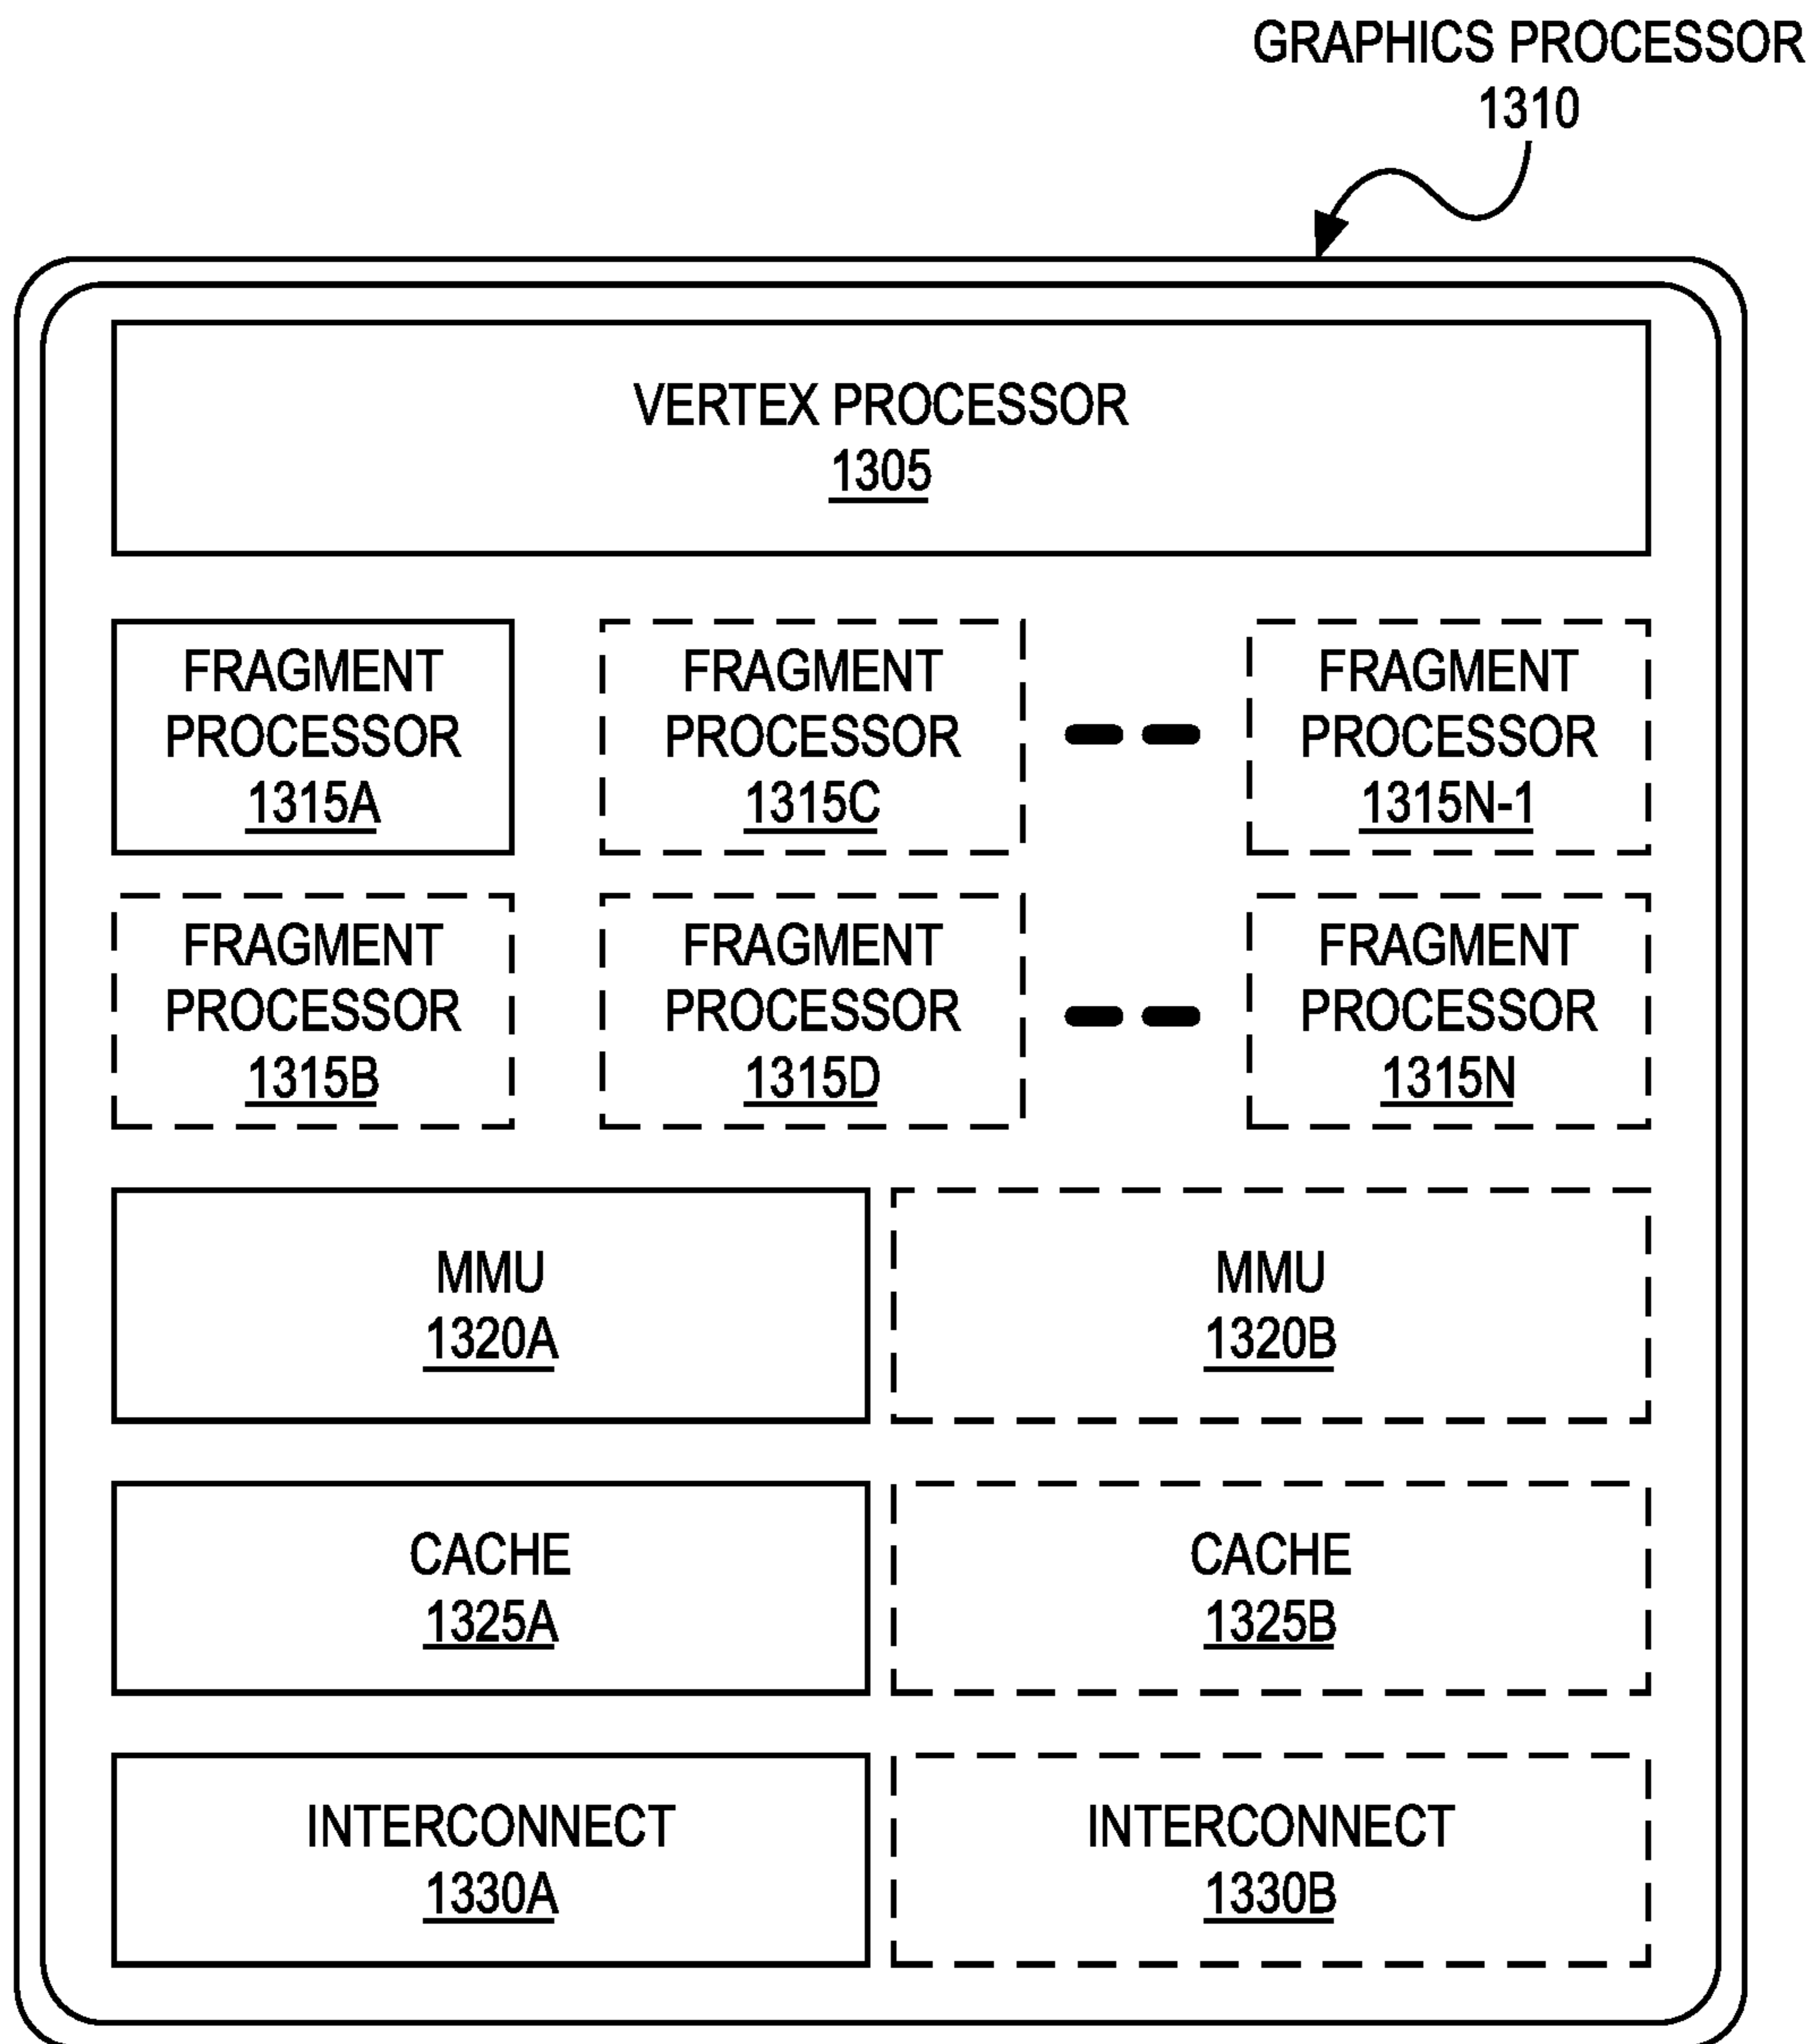 GRAPHICS PROCESSOR
1310
VERTEX PROCESSOR
1305
FRAGMENT
PROCESSOR
1315A
FRAGMENT
PROCESSOR
1315C
FRAGMENT
PROCESSOR
1315N-1
FRAGMENT
PROCESSOR
1315B
FRAGMENT
PROCESSOR
1315D
FRAGMENT
PROCESSOR
1315N
MMU
1320A
MMU
1320B
CACHE
1325A
CACHE
1325B
INTERCONNECT
1330A
INTERCONNECT
1330B